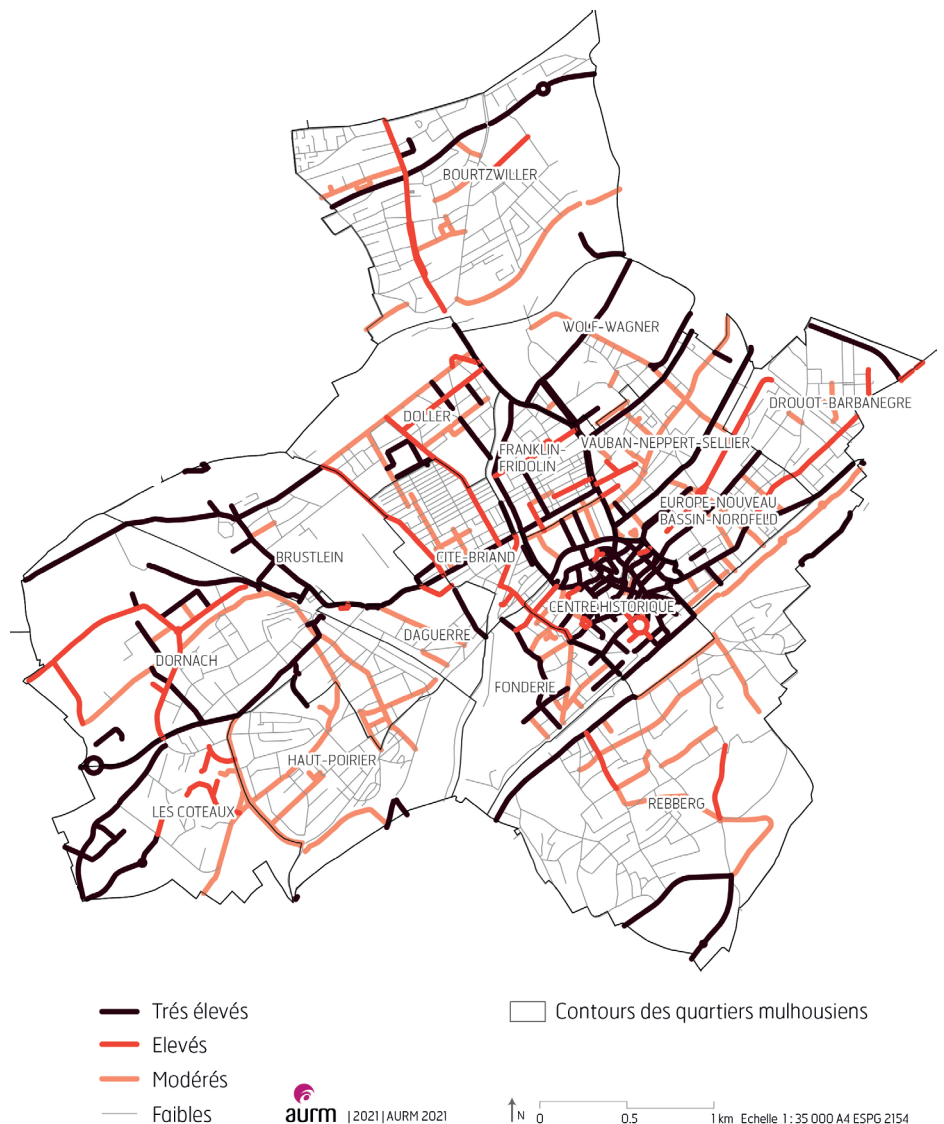 BOURTZWILLER
WOLF-WAGNER
DROUOT-BARBANEGRE
DOLLER
VAUBAN-NEPPERT-SELLIER
FRANKLIN-
FRIDOLIN
EUROPE-NOUVEAU
BASSIN-NORDFELD
BRUSTLEIN
CITE-BRIAND
CENTRE HISTORIQUE
DAGUERRE
DORNACH
FONDERIE
HAUT-POIRIER
REBBERG
LES COTEAUX
Trés élevés
Contours des quartiers mulhousiens
Elevés
Modérés
Faibles
aurm | 2021 | AURM 2021
N 0 0.5 1 km Echelle 1 : 35 000 A4 ESPG 2154